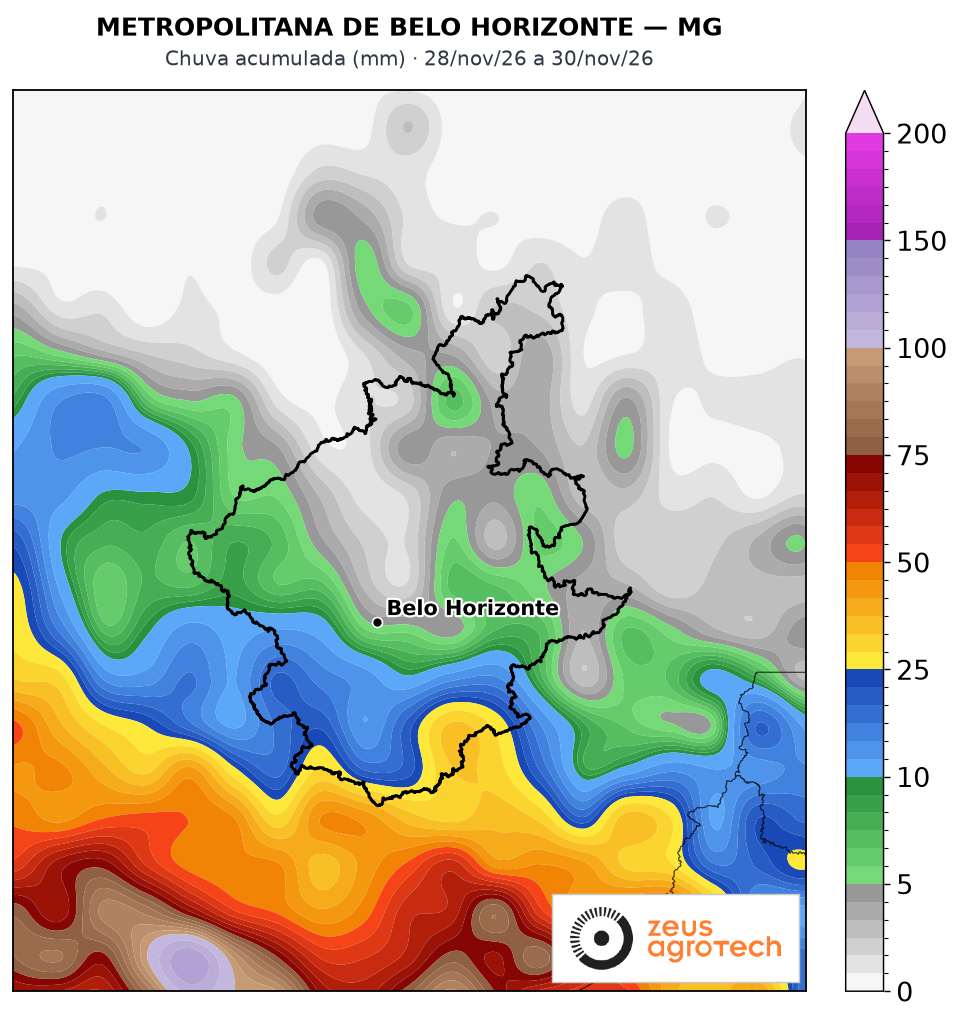 METROPOLITANA DE BELO HORIZONTE — MG
Chuva acumulada (mm) · 28/nov/26 a 30/nov/26
200
150
100
75
50
25
10
5
0
Belo Horizonte
zeus
agrotech